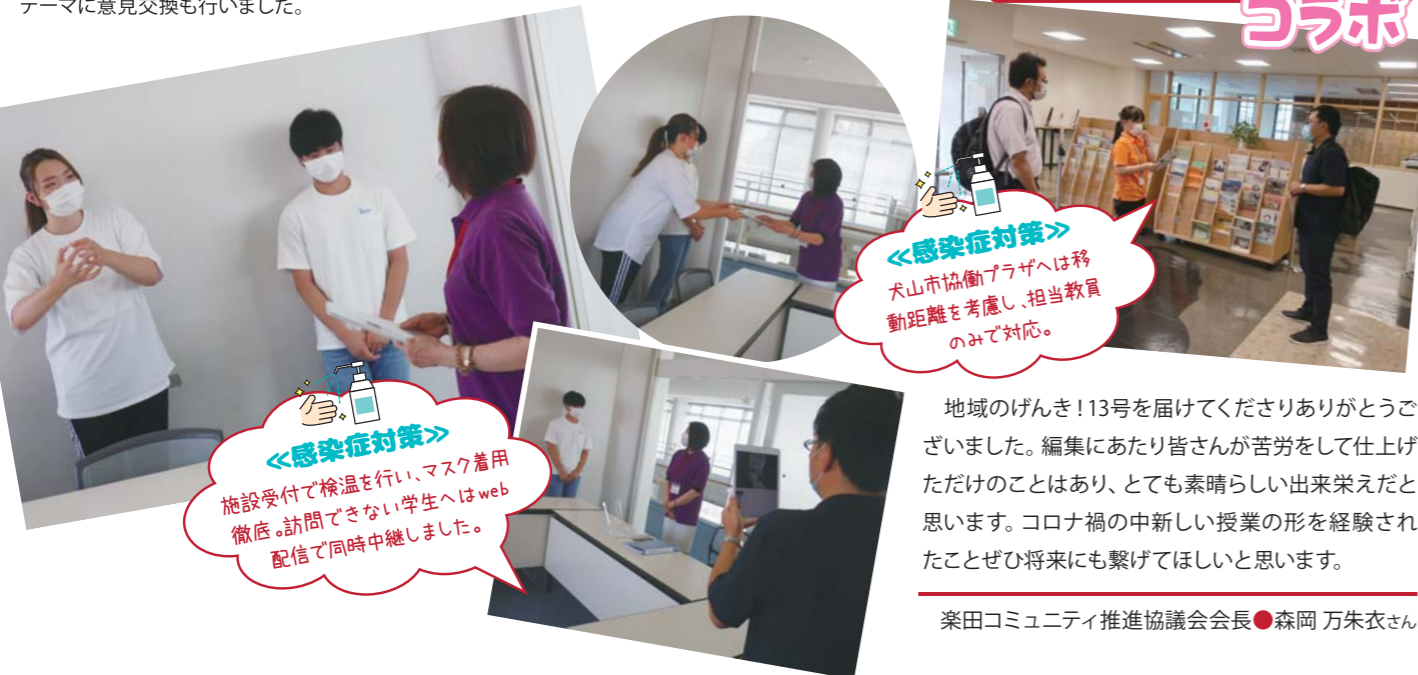 テーマに意見交換も行いました。
コラボ
≪感染症対策≫
犬山市協働プラザへは移
動距離を考慮し、担当教員
のみで対応。
≪感染症対策≫
施設受付で検温を行い、マスク着用
徹底。訪問できない学生へはweb
配信で同時中継しました。
地域のげんき!13号を届けてくださりありがとうご
ざいました。編集にあたり皆さんが苦労をして仕上げ
ただけのことはあり、とても素晴らしい出来栄えだと
思います。コロナ禍の中新しい授業の形を経験され
たことぜひ将来にも繋げてほしいと思います。
楽田コミュニティ推進協議会会長●森岡 万朱衣さん